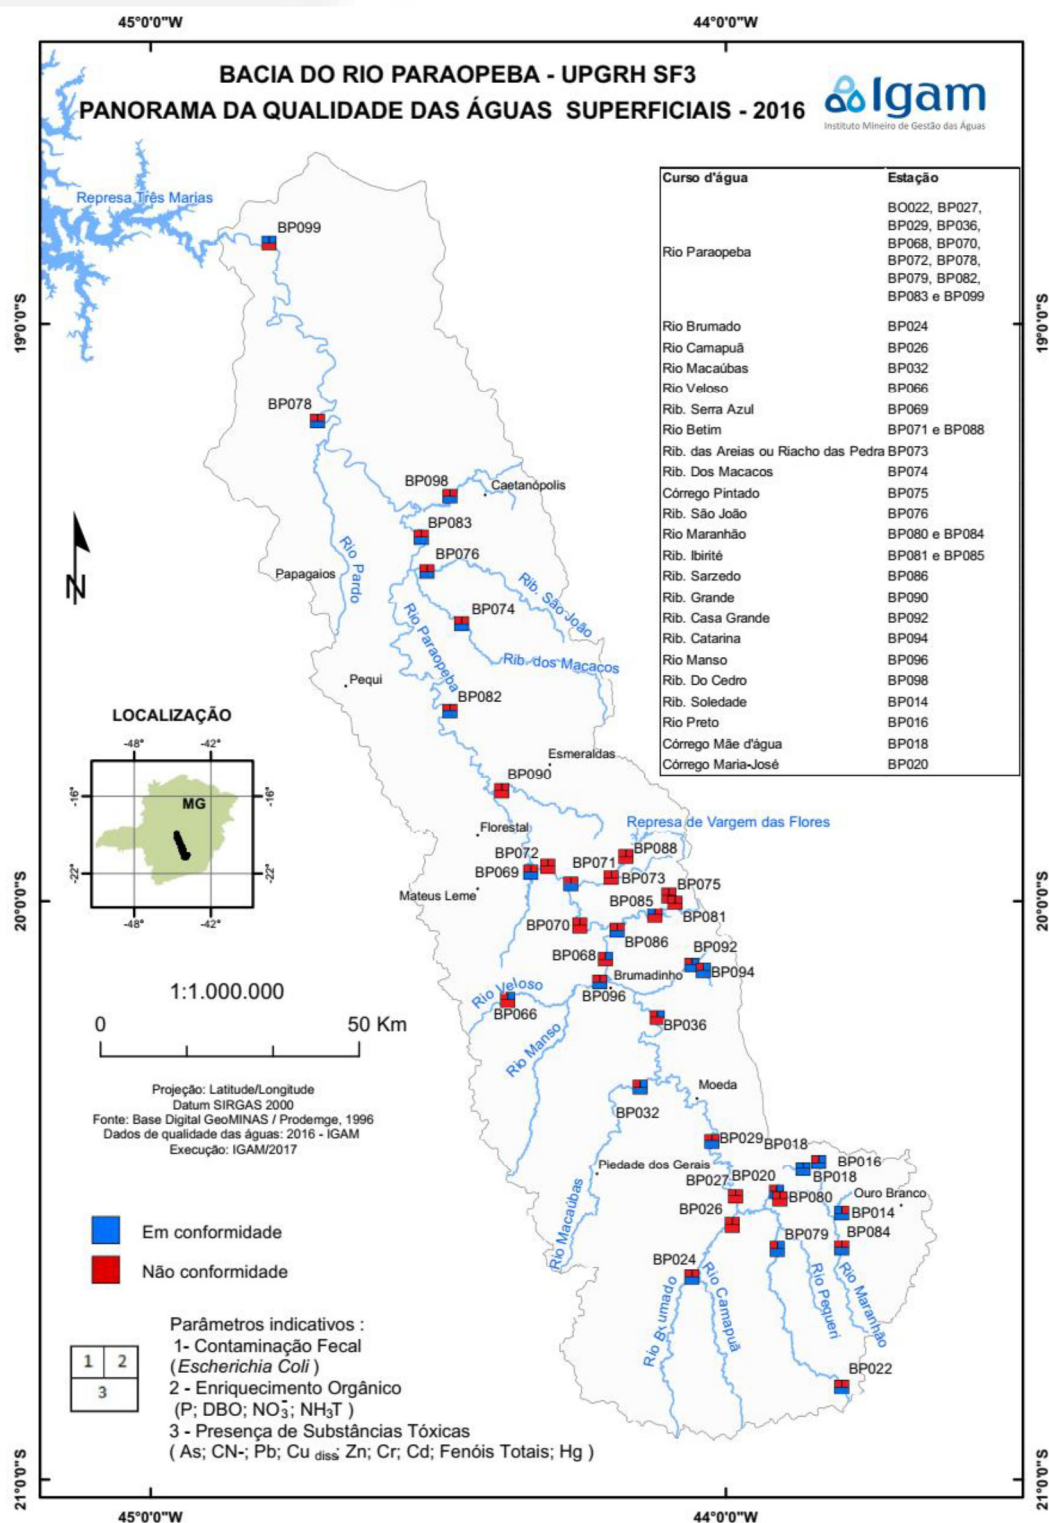 45°0'0"W
44°0'0"W
BACIA DO RIO PARAOPEBA - UPGRH SF3
PANORAMA DA QUALIDADE DAS ÁGUAS SUPERFICIAIS - 2016
Igam
Instituto Mineiro de Gestão das Águas
Curso d'água Estação
Rio Paraopeba
BO022, BP027,
BP029, BP036,
BP068, BP070,
BP072, BP078,
BP079, BP082,
BP083 e BP099
Rio Brumado BP024
Rio Camapuã BP026
Rio Macaúbas BP032
Rio Veloso BP066
Rib. Serra Azul BP069
Rio Betim BP071 e BP088
Rib. das Areias ou Riacho das Pedra BP073
Rib. Dos Macacos BP074
Córrego Pintado BP075
Rib. São João BP076
Rio Maranhão BP080 e BP084
Rib. Ibirité BP081 e BP085
Rib. Sarzedo BP086
Rib. Grande BP090
Rib. Casa Grande BP092
Rib. Catarina BP094
Rio Manso BP096
Rib. Do Cedro BP098
Rib. Soledade BP014
Rio Preto BP016
Córrego Mãe d'água BP018
Córrego Maria-José BP020
Represa Três Marias
BP099
19°0'0"S
19°0'0"S
BP078
BP098
Caetanópolis
BP083
BP076
Rio Pardo
Papagaios
Rib. São João
BP074
Rio Paraopeba
Rib. dos Macacos
N
Pequi
BP082
Esmeraldas
BP090
Florestal
Represa de Vargem das Flores
BP072
BP071
BP088
BP069
BP073
BP075
Mateus Leme
BP085
BP081
20°0'0"S
20°0'0"S
BP070
BP086
BP092
BP068
Brumadinho
BP094
Rio Veloso
BP096
BP066
BP036
Rio Manso
Moeda
BP032
BP029
BP018
BP016
Piedade dos Gerais
BP020
BP018
BP027
BP080
Ouro Branco
BP026
BP014
BP079
BP084
Rio Macaúbas
BP024
Rio Brumado
Rio Camapuã
Rio Pequeri
Rio Maranhão
BP022
LOCALIZAÇÃO
-48° -42°
-16° -16°
MG
-22° -22°
-48° -42°
1:1.000.000
0 50 Km
Projeção: Latitude/Longitude
Datum SIRGAS 2000
Fonte: Base Digital GeoMINAS / Prodemge, 1996
Dados de qualidade das águas: 2016 - IGAM
Execução: IGAM/2017
Em conformidade
Não conformidade
1 2
3
Parâmetros indicativos :
1- Contaminação Fecal
(Escherichia Coli )
2 - Enriquecimento Orgânico
(P; DBO; NO₃⁻; NH₃T )
3 - Presença de Substâncias Tóxicas
( As; CN-; Pb; Cu diss; Zn; Cr; Cd; Fenóis Totais; Hg )
21°0'0"S
21°0'0"S
45°0'0"W
44°0'0"W